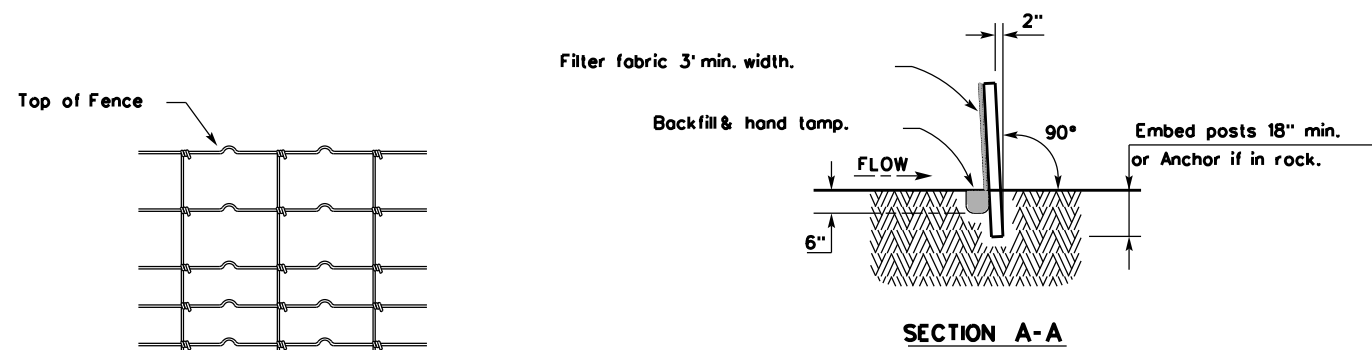 Top of Fence
2"
Filter fabric 3' min. width.
Backfill & hand tamp.
90°
Embed posts 18" min.
or Anchor if in rock.
FLOW
6"
SECTION A-A